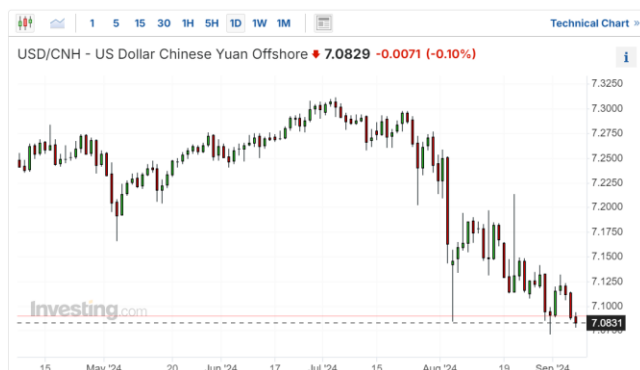 1 5 15 30 1H 5H 1D 1W 1M Technical Chart »
USD/CNH - US Dollar Chinese Yuan Offshore 7.0829 -0.0071 (-0.10%)
i
7.3250
7.3000
7.2750
7.2500
7.2250
7.2000
7.1750
7.1500
7.1250
7.1000
7.0831
Investing.com
15 May '24 20 Jun '24 17 Jul '24 15 Aug '24 19 Sep '24